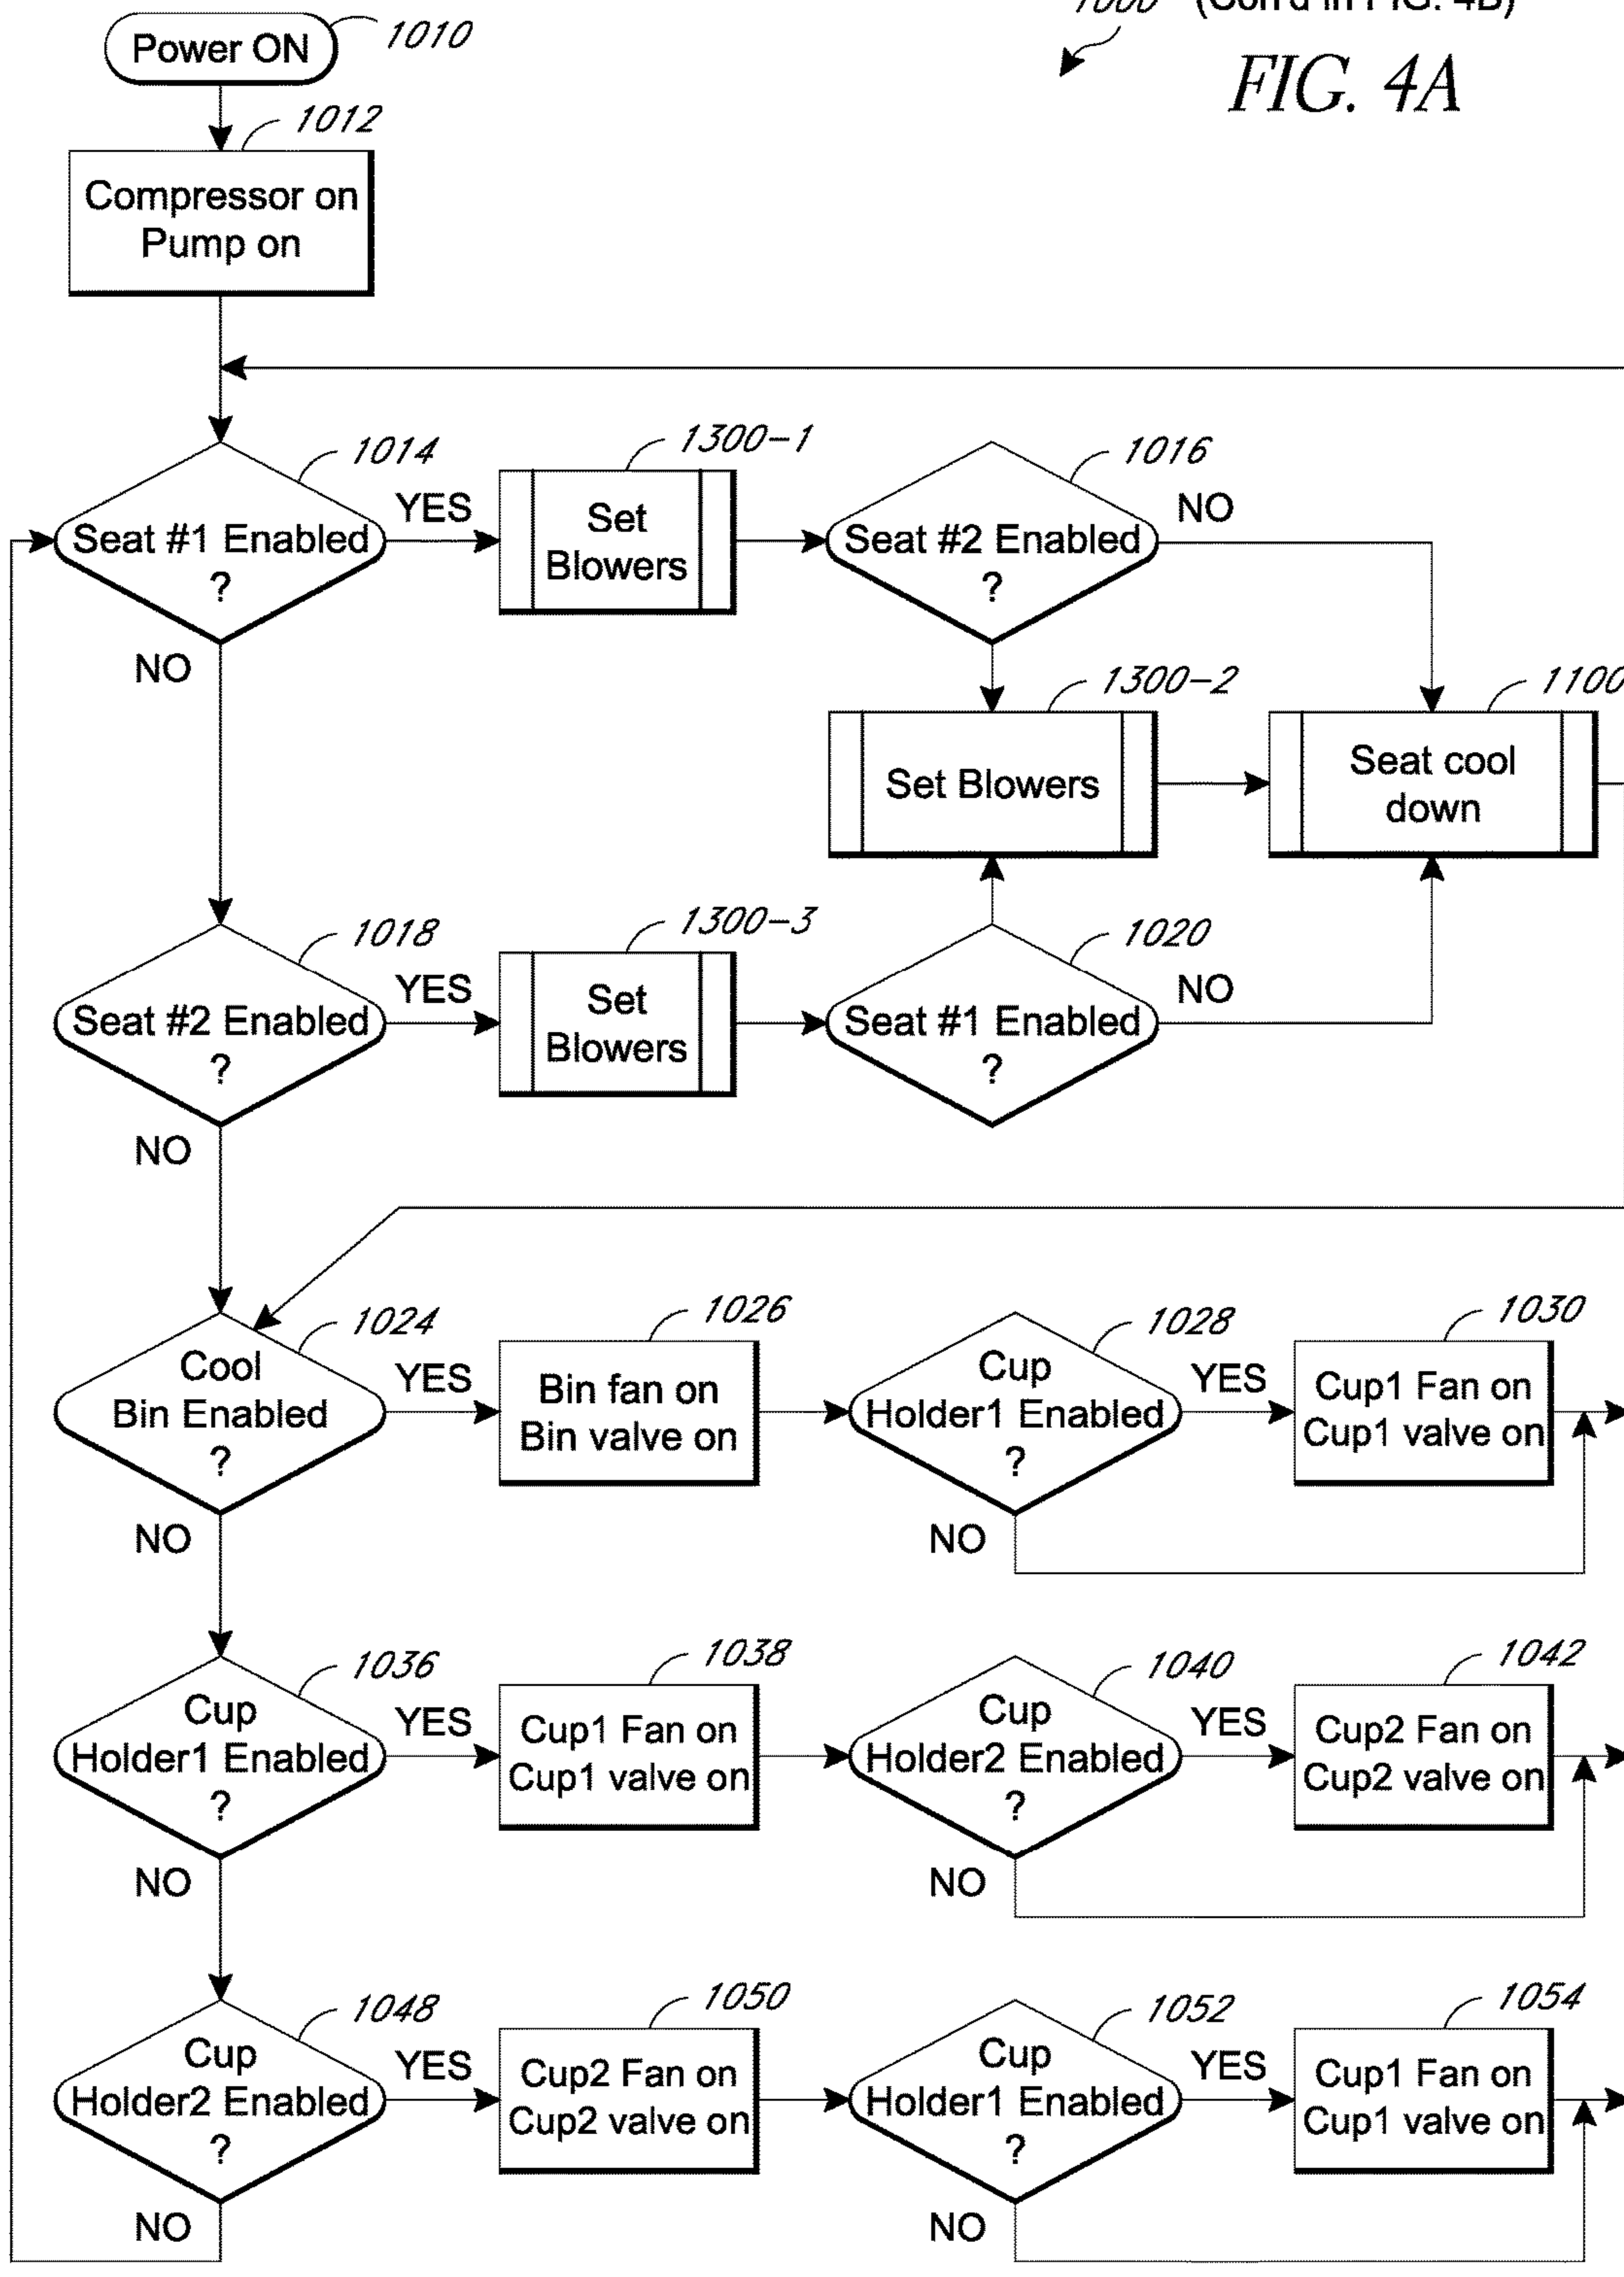 1000 (Con'd in FIG. 4B)
FIG. 4A
Power ON
1010
1012
Compressor on
Pump on
1014
Seat #1 Enabled
?
YES
NO
1300-1
Set
Blowers
1016
Seat #2 Enabled
?
NO
1300-2
Set Blowers
1100
Seat cool
down
1018
Seat #2 Enabled
?
YES
NO
1300-3
Set
Blowers
1020
Seat #1 Enabled
?
NO
1024
Cool
Bin Enabled
?
YES
NO
1026
Bin fan on
Bin valve on
1028
Cup
Holder1 Enabled
?
YES
NO
1030
Cup1 Fan on
Cup1 valve on
1036
Cup
Holder1 Enabled
?
YES
NO
1038
Cup1 Fan on
Cup1 valve on
1040
Cup
Holder2 Enabled
?
YES
NO
1042
Cup2 Fan on
Cup2 valve on
1048
Cup
Holder2 Enabled
?
YES
NO
1050
Cup2 Fan on
Cup2 valve on
1052
Cup
Holder1 Enabled
?
YES
NO
1054
Cup1 Fan on
Cup1 valve on